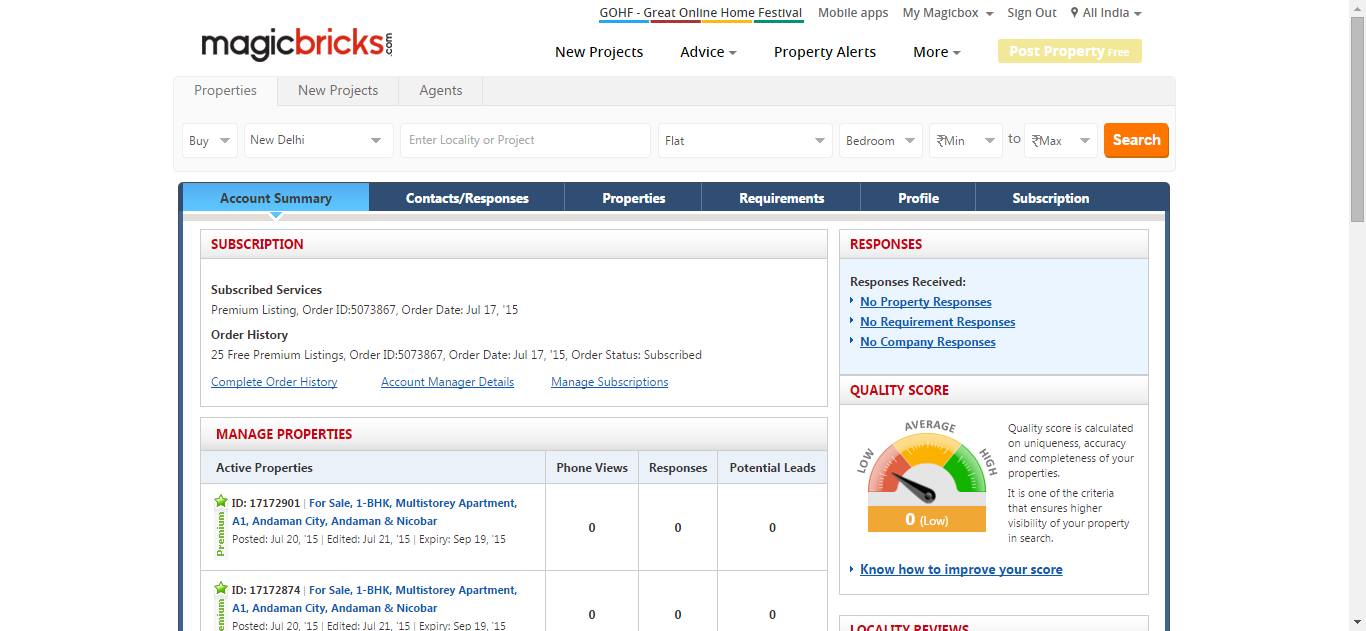 GOHF - Great Online Home Festival Mobile apps My Magicbox Sign Out All India
magicbricks.com
New Projects Advice Property Alerts More Post Property Free
Properties New Projects Agents
Buy New Delhi Enter Locality or Project Flat Bedroom ₹Min to ₹Max Search
Account Summary Contacts/Responses Properties Requirements Profile Subscription
SUBSCRIPTION
Subscribed Services
Premium Listing, Order ID:5073867, Order Date: Jul 17, '15
Order History
25 Free Premium Listings, Order ID:5073867, Order Date: Jul 17, '15, Order Status: Subscribed
Complete Order History Account Manager Details Manage Subscriptions
MANAGE PROPERTIES
Active Properties Phone Views Responses Potential Leads
Premium
ID: 17172901 | For Sale, 1-BHK, Multistorey Apartment,
A1, Andaman City, Andaman & Nicobar
Posted: Jul 20, '15 | Edited: Jul 21, '15 | Expiry: Sep 19, '15
0 0 0
ID: 17172874 | For Sale, 1-BHK, Multistorey Apartment,
A1, Andaman City, Andaman & Nicobar
Posted: Jul 20, '15 | Edited: Jul 21, '15 | Expiry: Sep 19, '15
0 0 0
RESPONSES
Responses Received:
No Property Responses
No Requirement Responses
No Company Responses
QUALITY SCORE
LOW AVERAGE HIGH
0 (Low)
Quality score is calculated
on uniqueness, accuracy
and completeness of your
properties.
It is one of the criteria
that ensures higher
visibility of your property
in search.
Know how to improve your score
LOCALITY REVIEWS